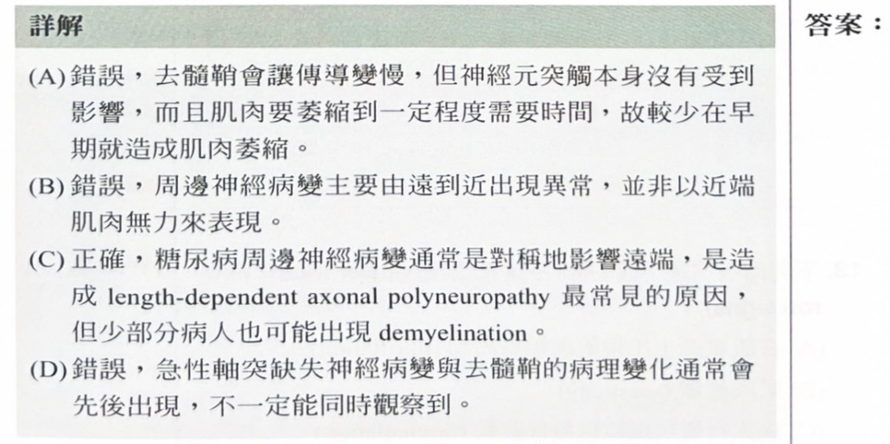 詳解
答案：
(A) 錯誤，去髓鞘會讓傳導變慢，但神經元突觸本身沒有受到
影響，而且肌肉要萎縮到一定程度需要時間，故較少在早
期就造成肌肉萎縮。
(B) 錯誤，周邊神經病變主要由遠到近出現異常，並非以近端
肌肉無力來表現。
(C) 正確，糖尿病周邊神經病變通常是對稱地影響遠端，是造
成 length-dependent axonal polyneuropathy 最常見的原因，
但少部分病人也可能出現 demyelination。
(D) 錯誤，急性軸突缺失神經病變與去髓鞘的病理變化通常會
先後出現，不一定能同時觀察到。